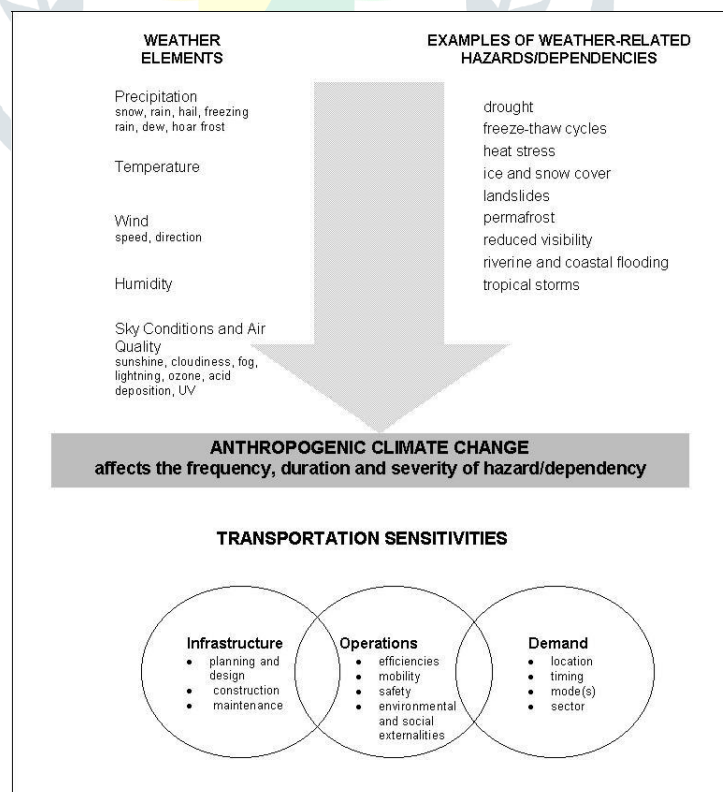 WEATHER
ELEMENTS
Precipitation
snow, rain, hail, freezing
rain, dew, hoar frost
Temperature
Wind
speed, direction
Humidity
Sky Conditions and Air
Quality
sunshine, cloudiness, fog,
lightning, ozone, acid
deposition, UV
EXAMPLES OF WEATHER-RELATED
HAZARDS/DEPENDENCIES
drought
freeze-thaw cycles
heat stress
ice and snow cover
landslides
permafrost
reduced visibility
riverine and coastal flooding
tropical storms
ANTHROPOGENIC CLIMATE CHANGE
affects the frequency, duration and severity of hazard/dependency
TRANSPORTATION SENSITIVITIES
Infrastructure
• planning and
design
• construction
• maintenance
Operations
• efficiencies
• mobility
• safety
• environmental
and social
externalities
Demand
• location
• timing
• mode(s)
• sector